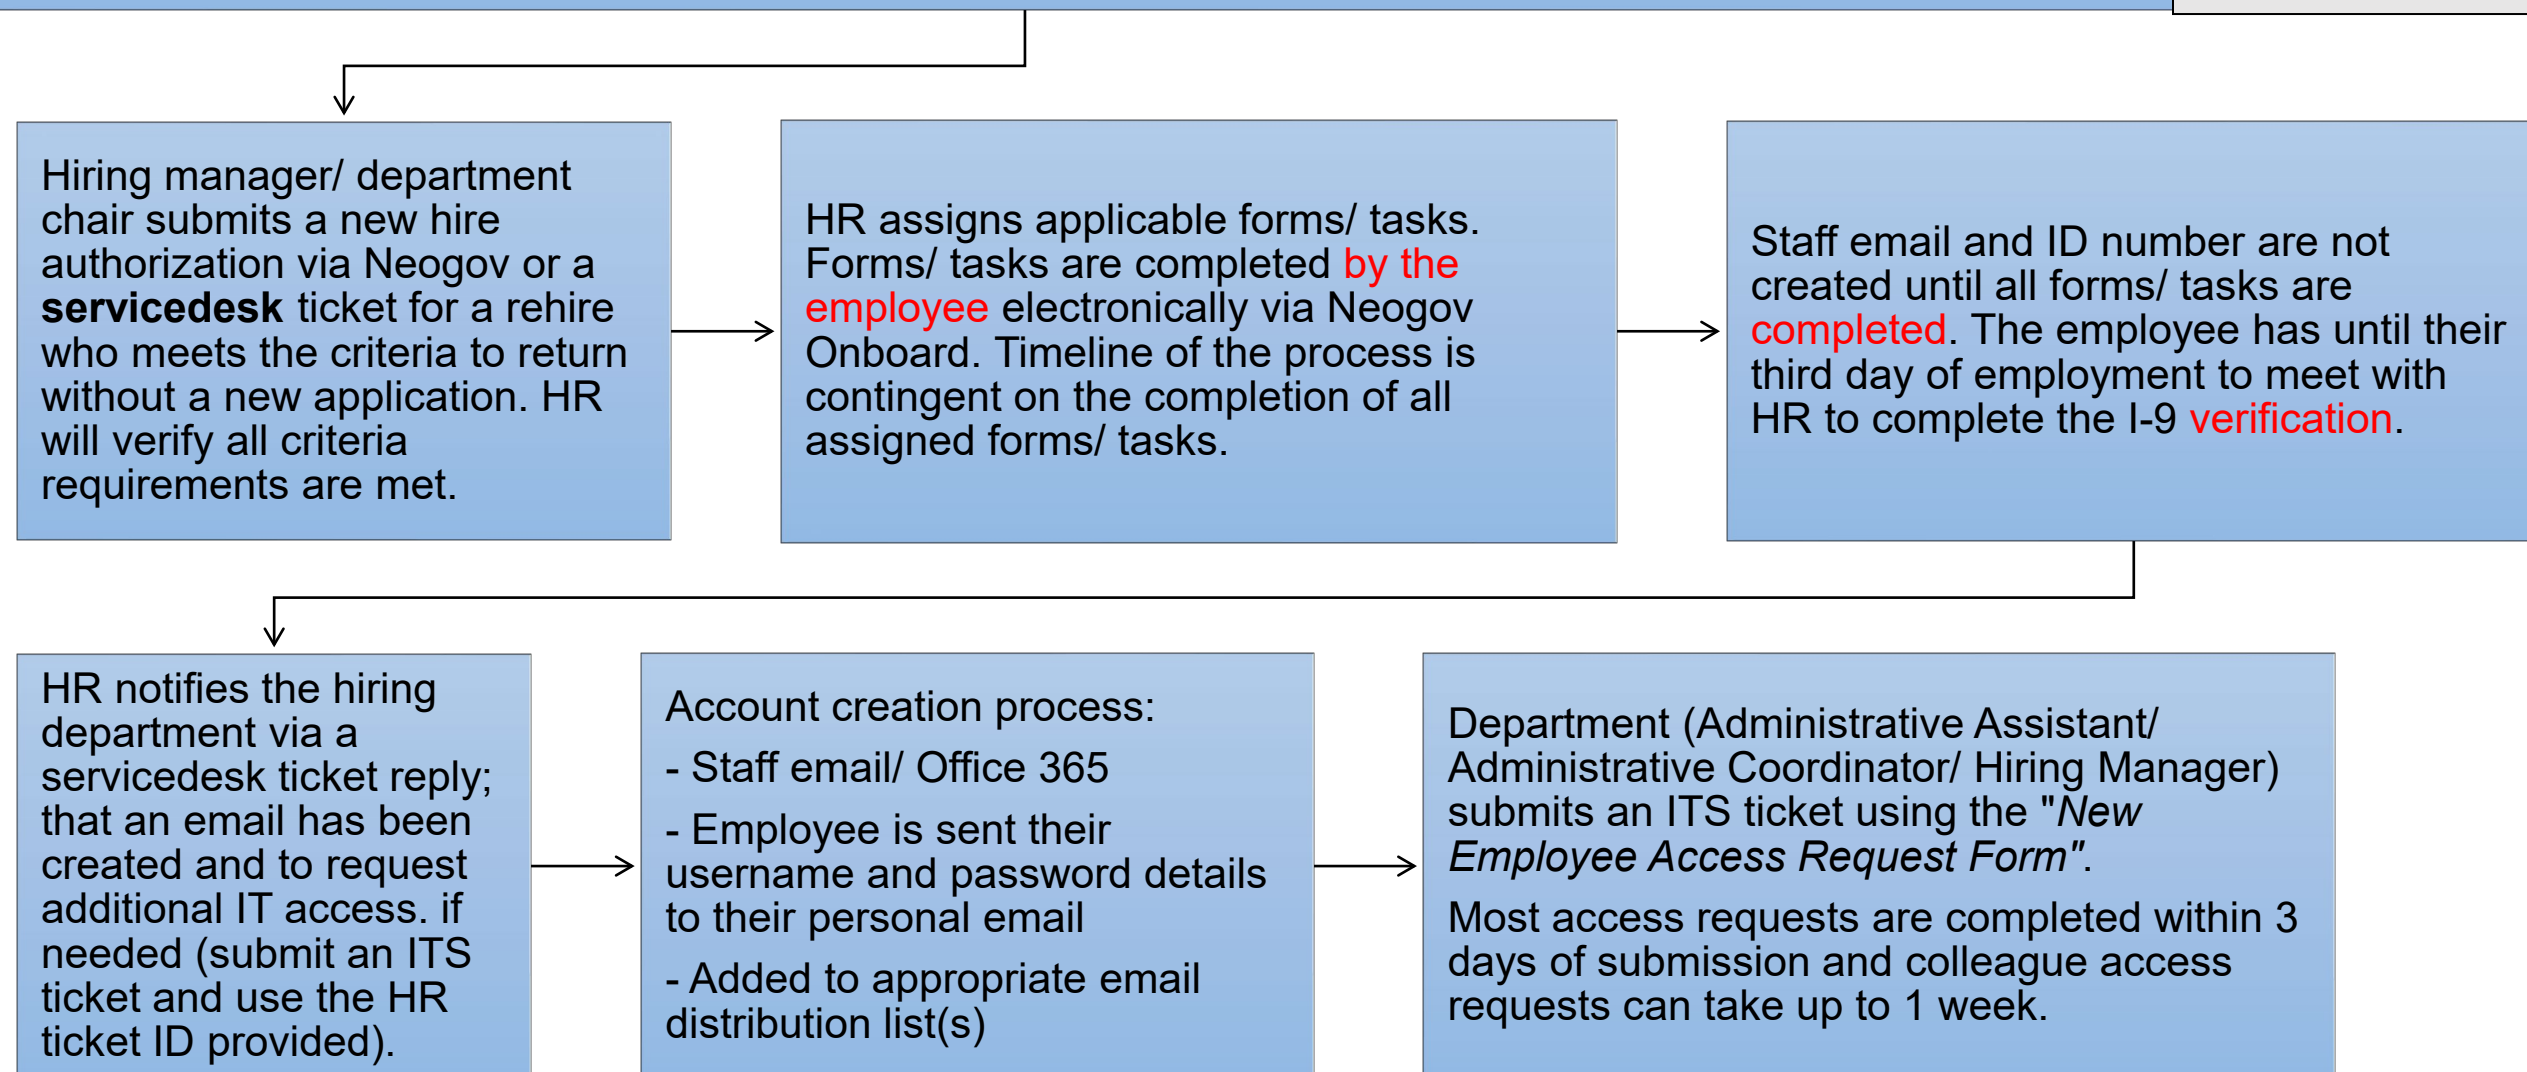 Hiring manager/ department
chair submits a new hire
authorization via Neogov or a
servicedesk ticket for a rehire
who meets the criteria to return
without a new application. HR
will verify all criteria
requirements are met.
HR assigns applicable forms/ tasks.
Forms/ tasks are completed by the
employee electronically via Neogov
Onboard. Timeline of the process is
contingent on the completion of all
assigned forms/ tasks.
Staff email and ID number are not
created until all forms/ tasks are
completed. The employee has until their
third day of employment to meet with
HR to complete the I-9 verification.
HR notifies the hiring
department via a
servicedesk ticket reply;
that an email has been
created and to request
additional IT access. if
needed (submit an ITS
ticket and use the HR
ticket ID provided).
Account creation process:
- Staff email/ Office 365
- Employee is sent their
username and password details
to their personal email
- Added to appropriate email
distribution list(s)
Department (Administrative Assistant/
Administrative Coordinator/ Hiring Manager)
submits an ITS ticket using the "New
Employee Access Request Form".
Most access requests are completed within 3
days of submission and colleague access
requests can take up to 1 week.